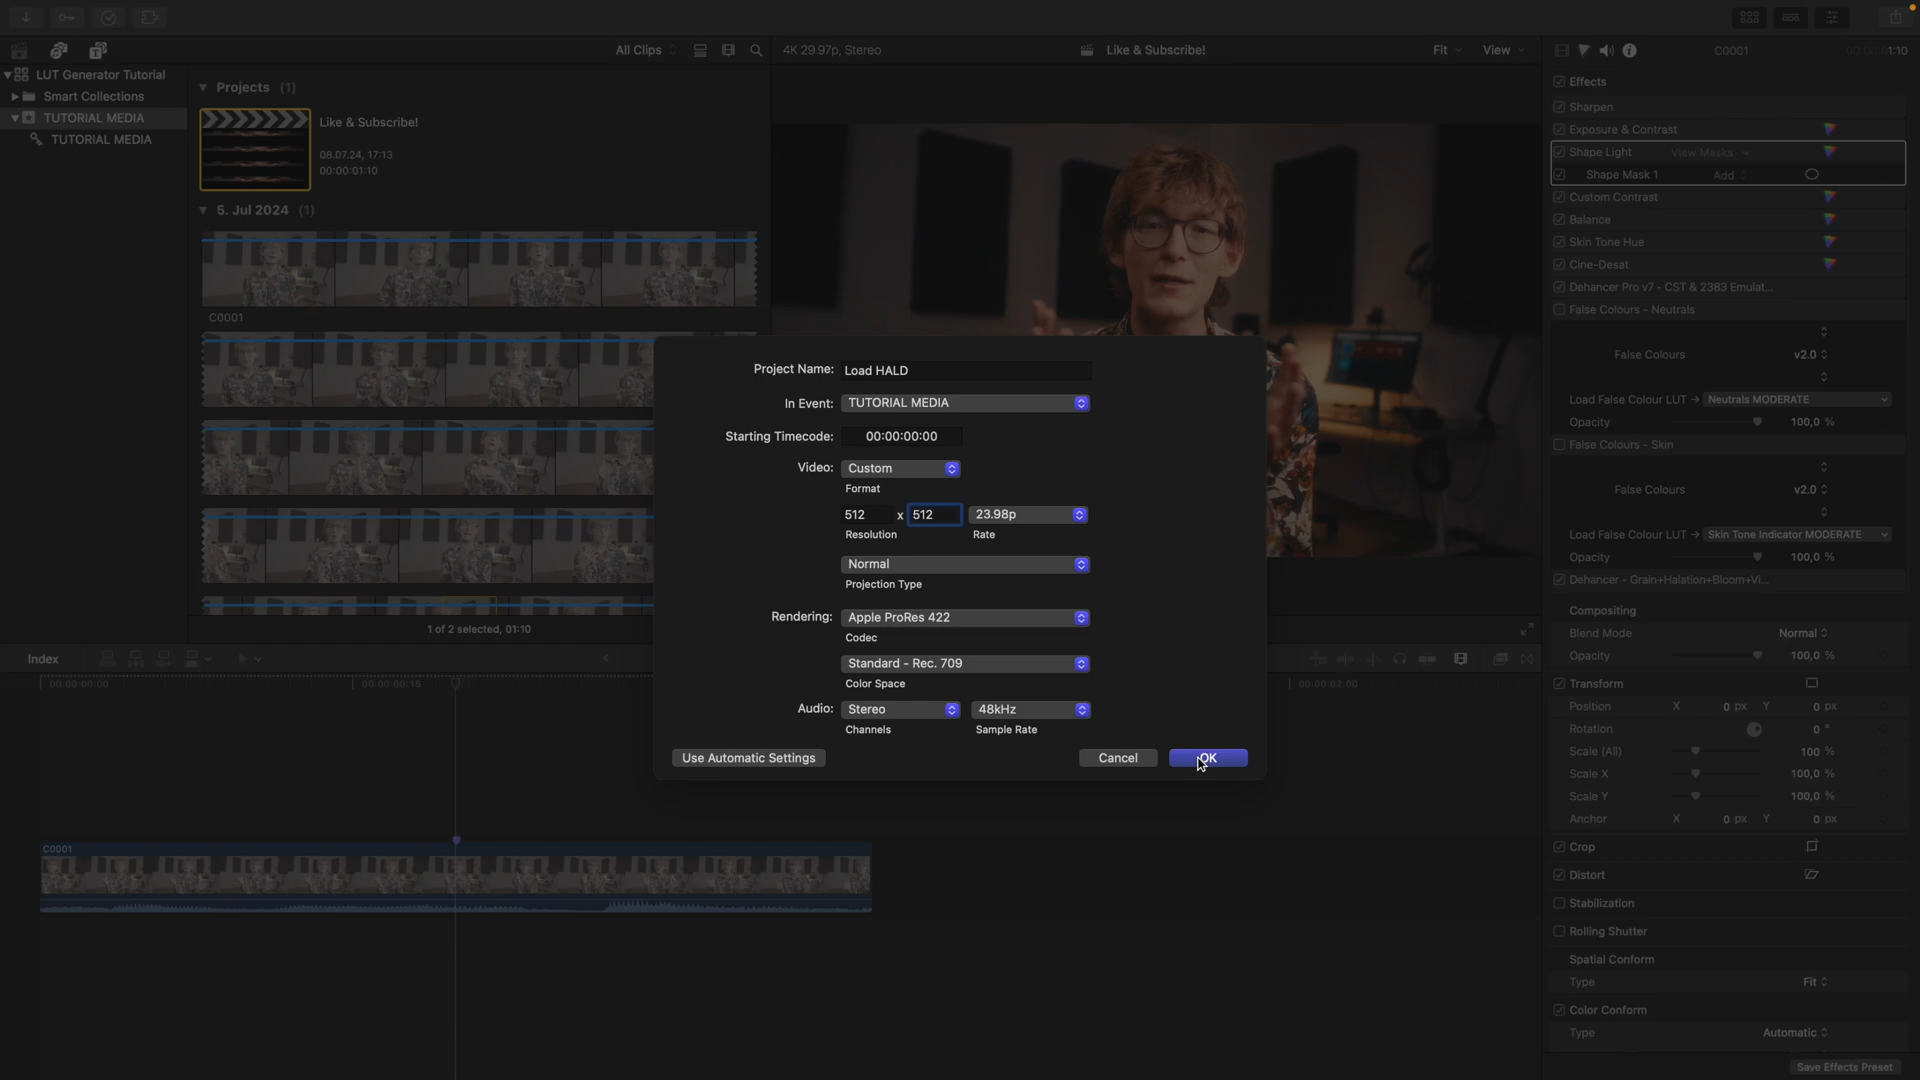 All Clips
4K 29.97p, Stereo
Like & Subscribe!
Fit
View
C0001
1:10
LUT Generator Tutorial
Smart Collections
TUTORIAL MEDIA
TUTORIAL MEDIA
Projects (1)
Like & Subscribe!
08.07.24, 17:13
00:00:01:10
5. Jul 2024 (1)
C0001
1 of 2 selected, 01:10
Project Name: Load HALD
In Event: TUTORIAL MEDIA
Starting Timecode: 00:00:00:00
Video: Custom
Format
512 x 512 23.98p
Resolution Rate
Normal
Projection Type
Rendering: Apple ProRes 422
Codec
Standard - Rec. 709
Color Space
Audio: Stereo 48kHz
Channels Sample Rate
Use Automatic Settings
Cancel
OK
Effects
Sharpen
Exposure & Contrast
Shape Light View Masks
Shape Mask 1 Add
Custom Contrast
Balance
Skin Tone Hue
Cine-Desat
Dehancer Pro v7 - CST & 2383 Emulat...
False Colours - Neutrals
False Colours v2.0
Load False Colour LUT → Neutrals MODERATE
Opacity 100,0 %
False Colours - Skin
False Colours v2.0
Load False Colour LUT → Skin Tone Indicator MODERATE
Opacity 100,0 %
Dehancer - Grain+Halation+Bloom+Vi...
Compositing
Blend Mode Normal
Opacity 100,0 %
Transform
Position X 0 px Y 0 px
Rotation 0 °
Scale (All) 100 %
Scale X 100,0 %
Scale Y 100,0 %
Anchor X 0 px Y 0 px
Crop
Distort
Stabilization
Rolling Shutter
Spatial Conform
Type Fit
Color Conform
Type Automatic
Save Effects Preset
Index
00:00:00:00
00:00:00:15
00:00:02:00
C0001